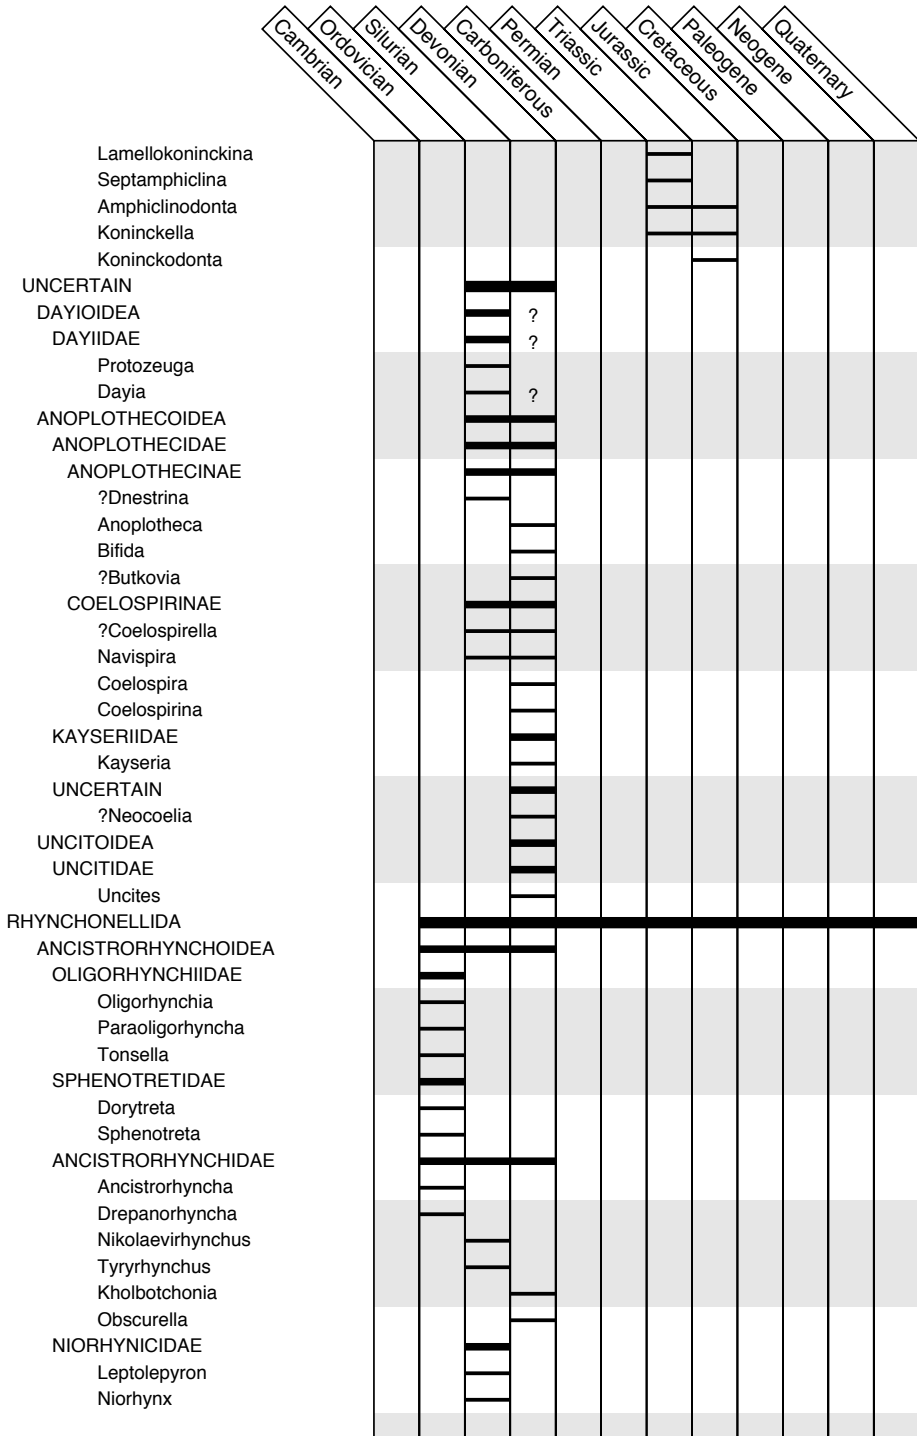 Cambrian
Ordovician
Silurian
Devonian
Carboniferous
Permian
Triassic
Jurassic
Cretaceous
Paleogene
Neogene
Quaternary
Lamellokoninckina
Septamphiclina
Amphiclinodonta
Koninckella
Koninckodonta
UNCERTAIN
DAYIOIDEA ?
DAYIIDAE ?
Protozeuga
Dayia ?
ANOPLOTHECOIDEA
ANOPLOTHECIDAE
ANOPLOTHECINAE
?Dnestrina
Anoplotheca
Bifida
?Butkovia
COELOSPIRINAE
?Coelospirella
Navispira
Coelospira
Coelospirina
KAYSERIIDAE
Kayseria
UNCERTAIN
?Neocoelia
UNCITOIDEA
UNCITIDAE
Uncites
RHYNCHONELLIDA
ANCISTRORHYNCHOIDEA
OLIGORHYNCHIIDAE
Oligorhynchia
Paraoligorhyncha
Tonsella
SPHENOTRETIDAE
Dorytreta
Sphenotreta
ANCISTRORHYNCHIDAE
Ancistrorhyncha
Drepanorhyncha
Nikolaevirhynchus
Tyryrhynchus
Kholbotchonia
Obscurella
NIORHYNICIDAE
Leptolepyron
Niorhynx